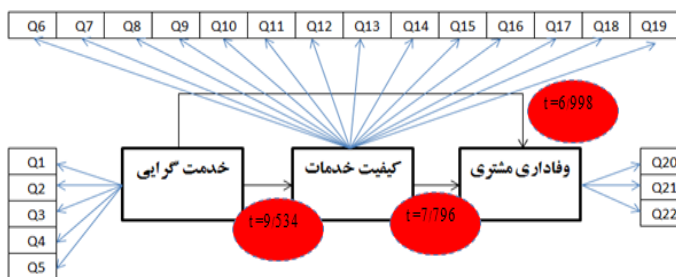 Q6 Q7 Q8 Q9 Q10 Q11 Q12 Q13 Q14 Q15 Q16 Q17 Q18 Q19
t=6/998
Q1
Q2
Q3
Q4
Q5
خدمت گرایی
کیفیت خدمات
وفاداری مشتری
Q20
Q21
Q22
t=9/534
t=7/796